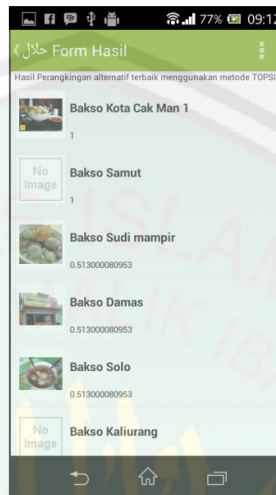 77% 09:12
حلال Form Hasil
Hasil Perangkingan alternatif terbaik menggunakan metode TOPSI
Bakso Kota Cak Man 1
1
No Image
Bakso Samut
1
Bakso Sudi mampir
0.513000080953
Bakso Damas
0.513000080953
Bakso Solo
0.513000080953
No Image
Bakso Kaliurang